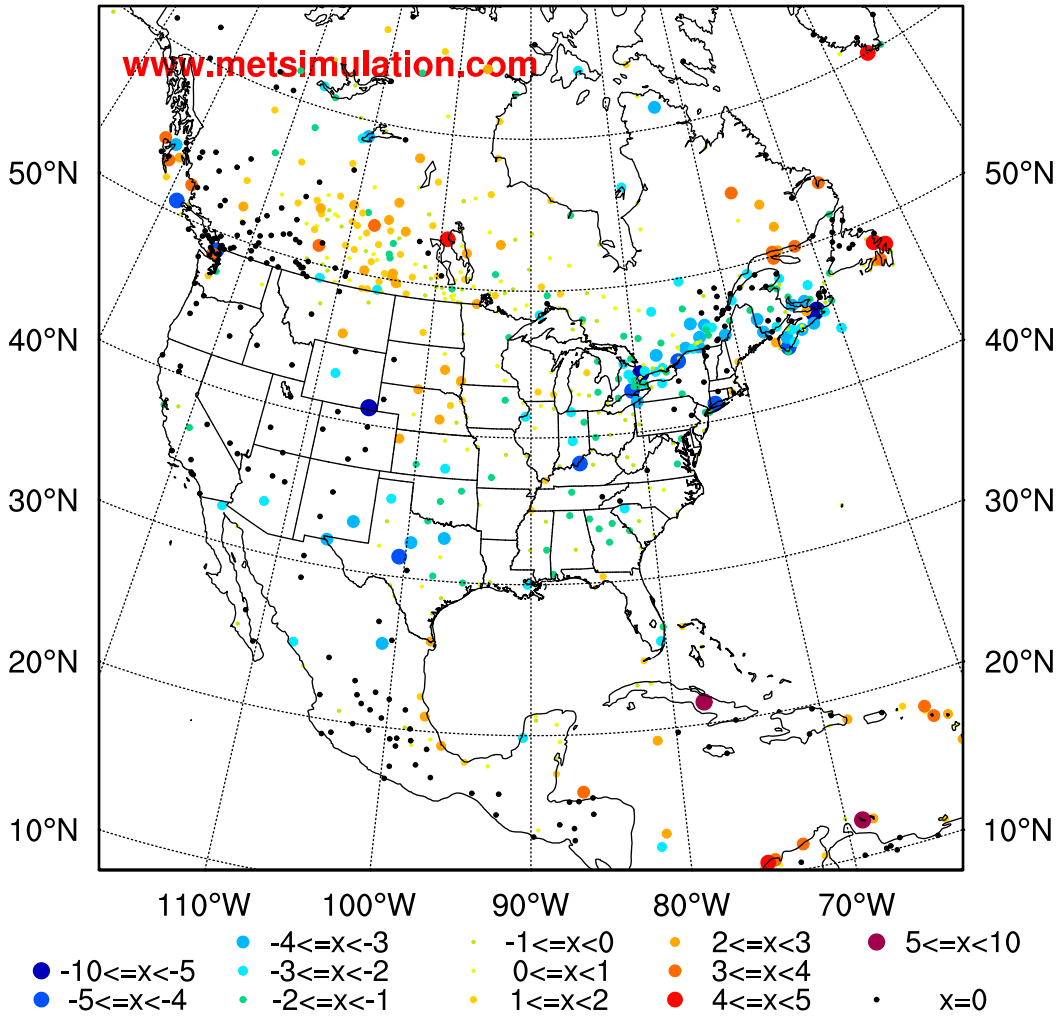 www.metsimulation.com
50°N 50°N
40°N 40°N
30°N 30°N
20°N 20°N
10°N 10°N
110°W 100°W 90°W 80°W 70°W
-4<=x<-3 -1<=x<0 2<=x<3 5<=x<10
-10<=x<-5 -3<=x<-2 0<=x<1 3<=x<4
-5<=x<-4 -2<=x<-1 1<=x<2 4<=x<5 x=0